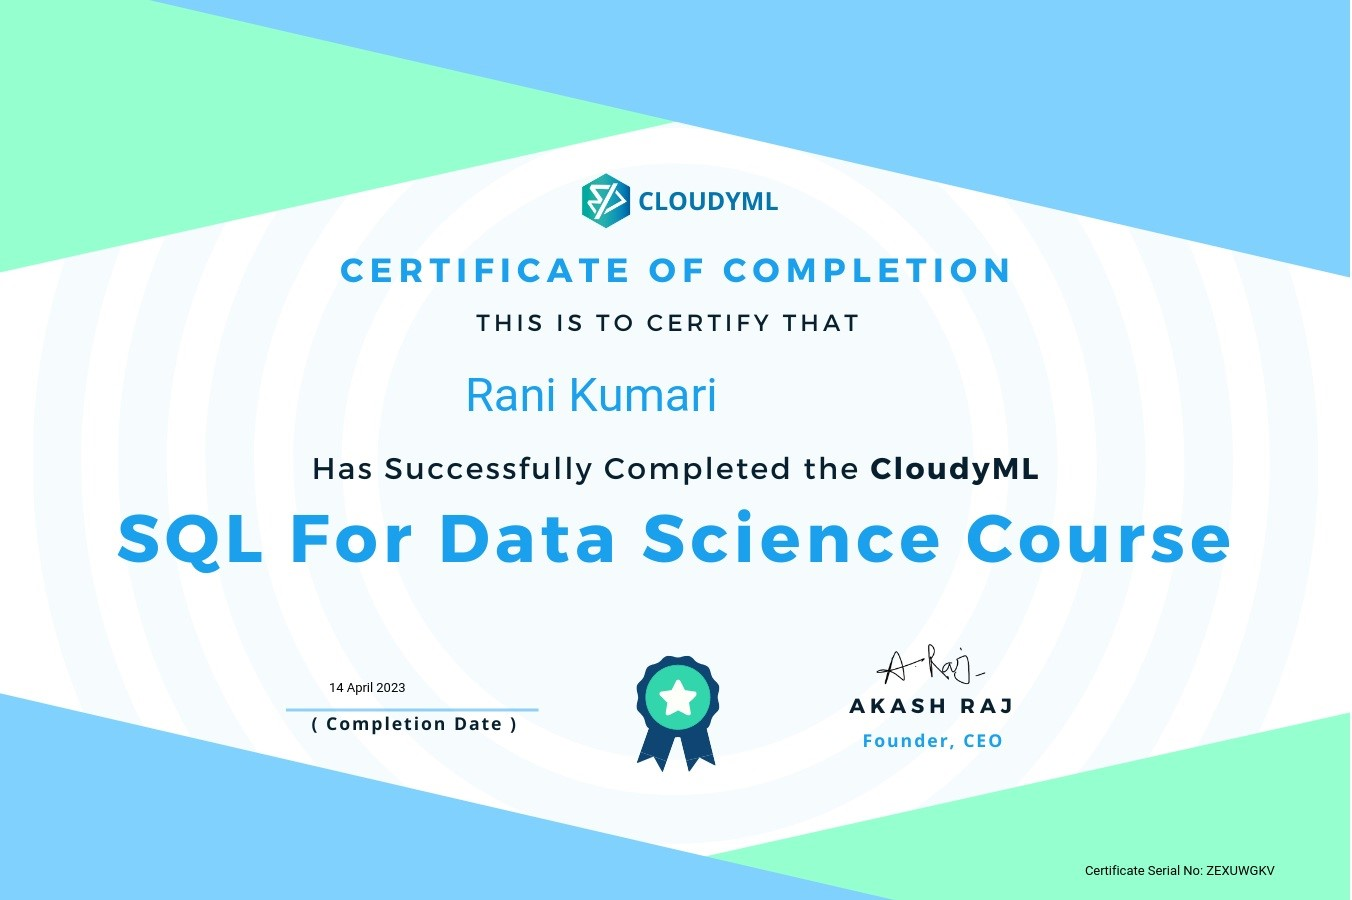 CLOUDYML
CERTIFICATE OF COMPLETION
THIS IS TO CERTIFY THAT
Rani Kumari
Has Successfully Completed the CloudyML
SQL For Data Science Course
14 April 2023
( Completion Date )
A. Raj
AKASH RAJ
Founder, CEO
Certificate Serial No: ZEXUWGKV